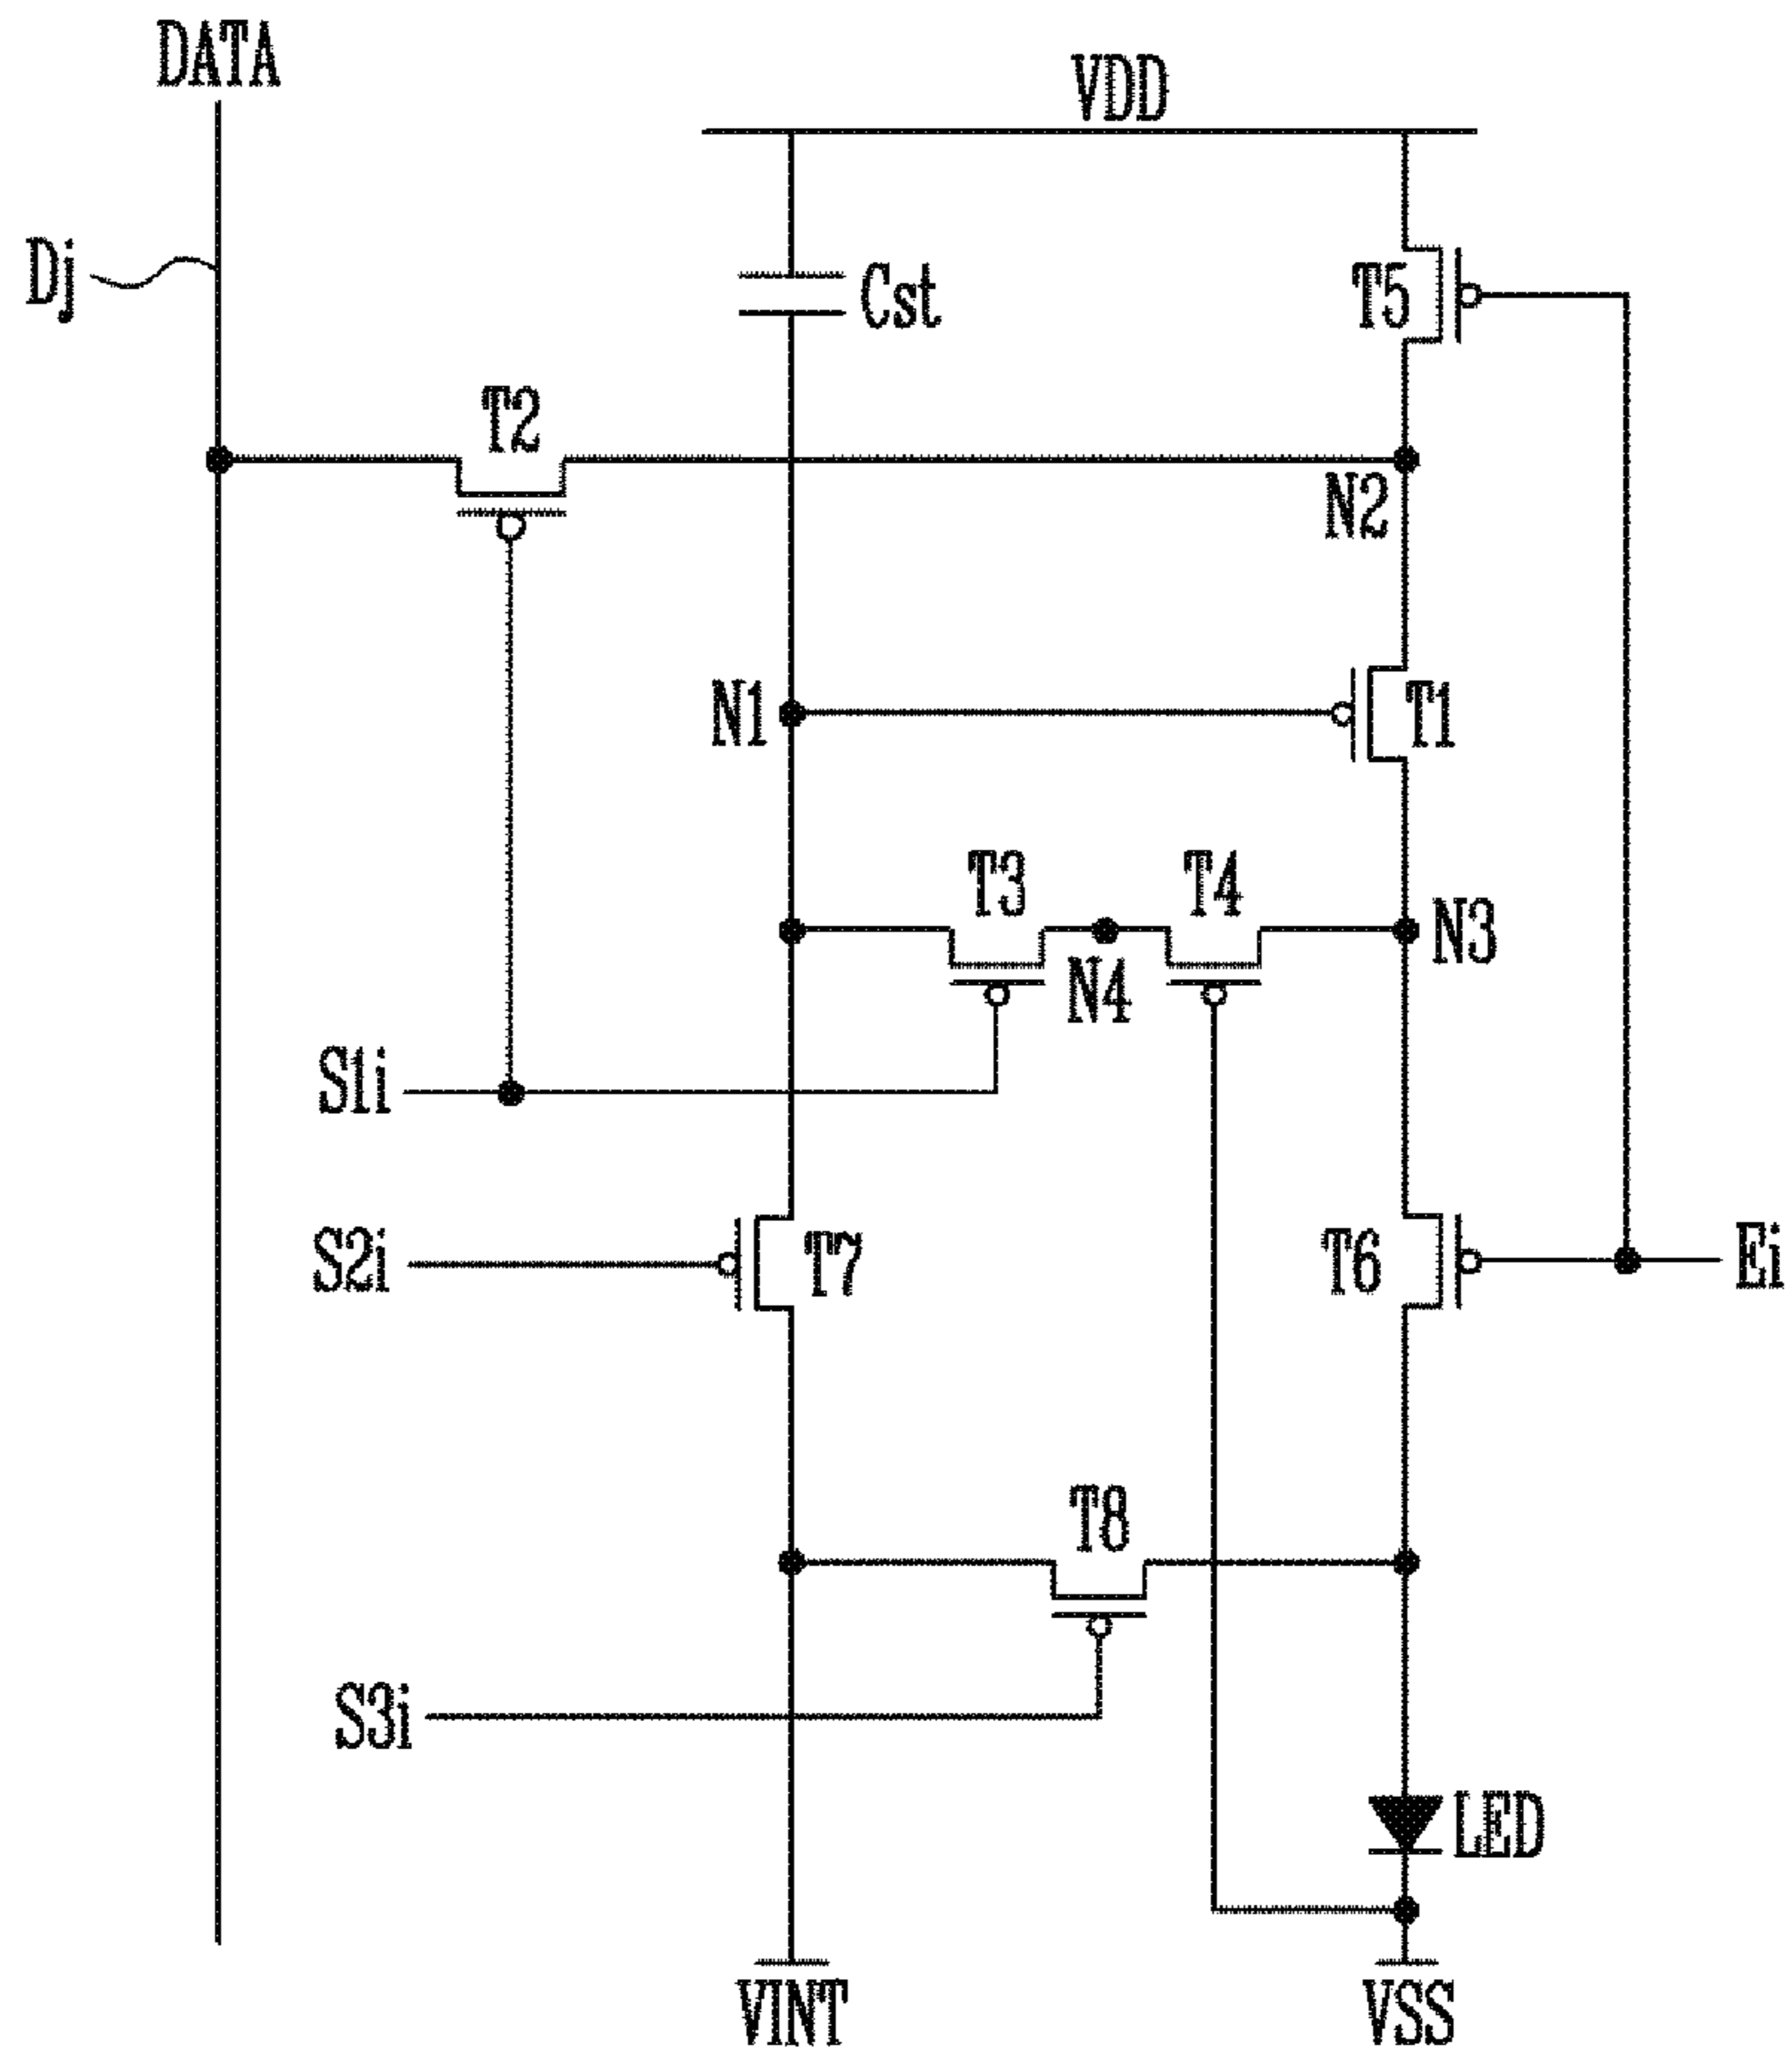 DATA
VDD
Dj
Cst
T5
T2
N2
N1
T1
T3
T4
N3
N4
S1i
S2i
T7
T6
Ei
T8
S3i
LED
VINT
VSS